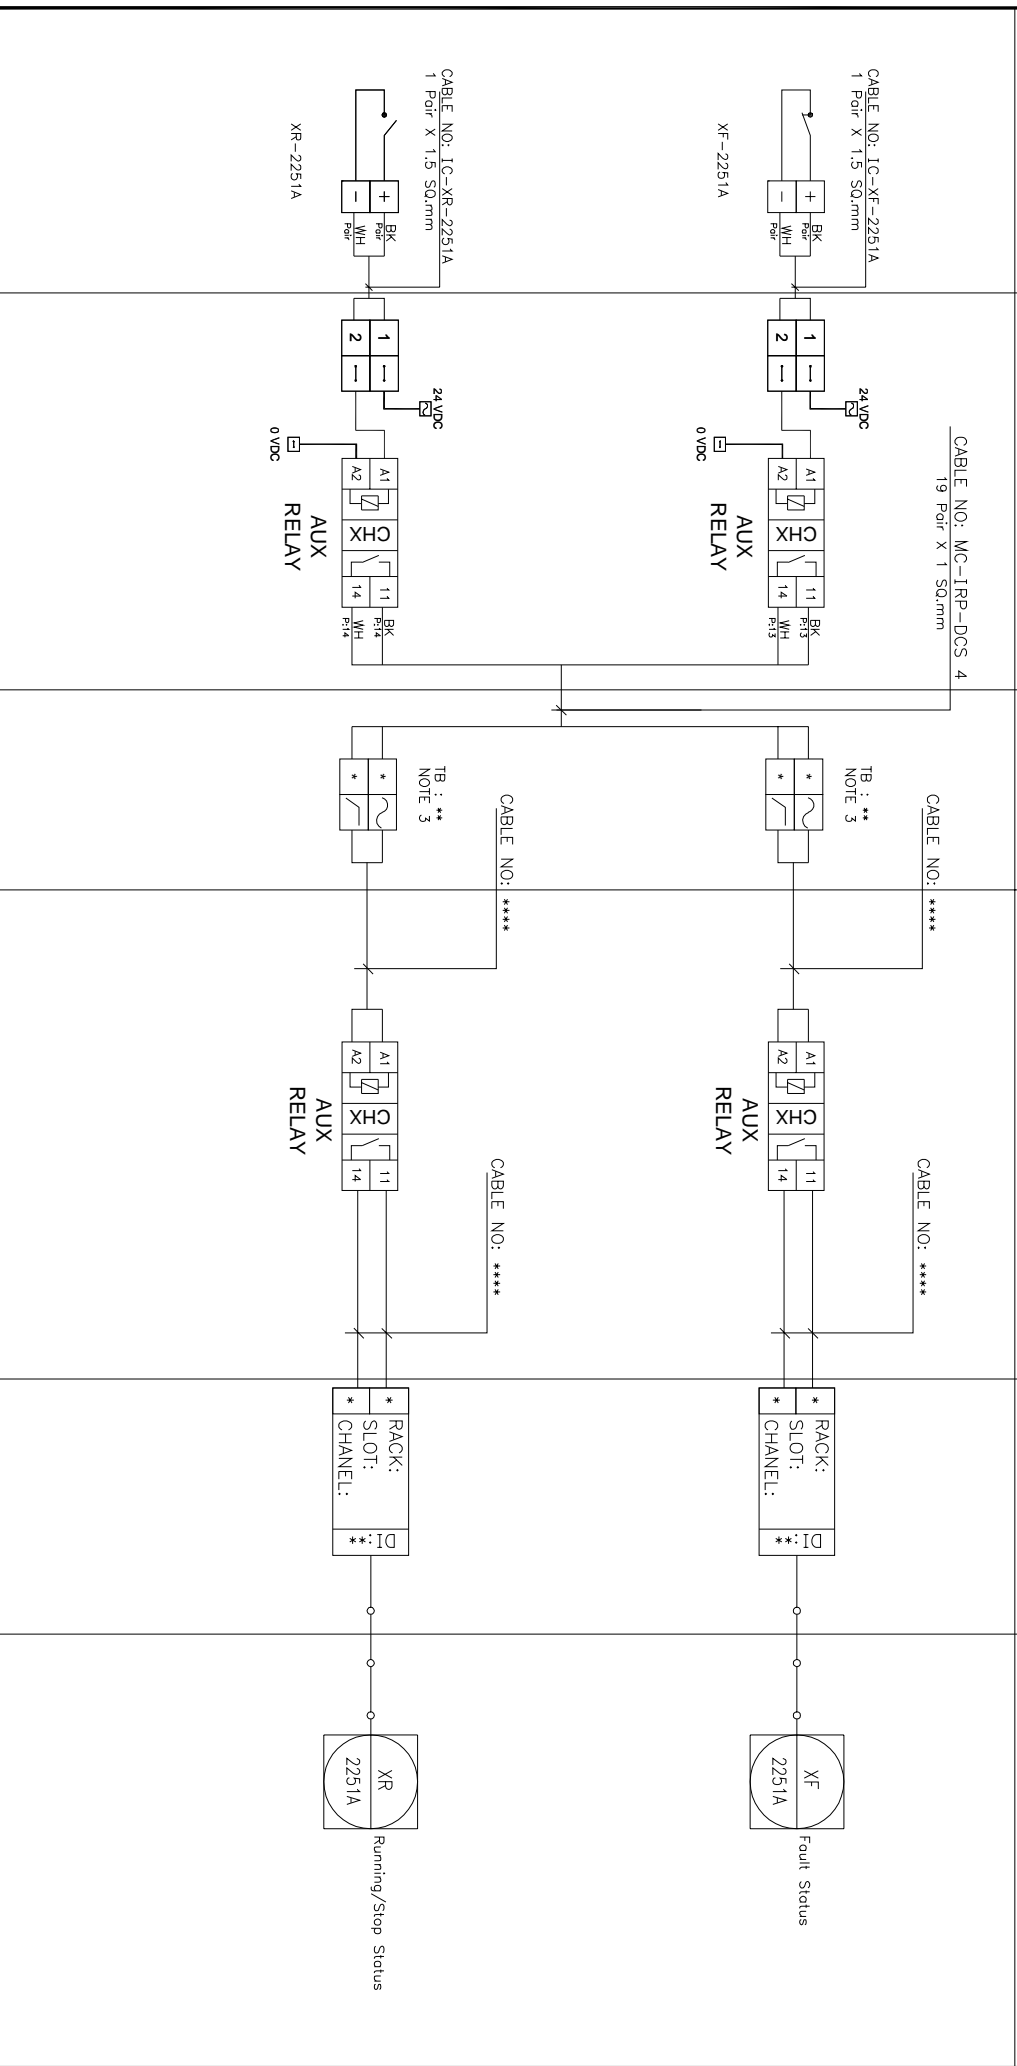 CABLE NO: IC-XF-2251A
1 Pair X 1.5 SQ.mm
XF-2251A
+
-
BK
Pair
WH
Pair
1
2
24 VDC
0 VDC
A1
A2
CHX
11
14
AUX
RELAY
BK
P:13
WH
P:13
CABLE NO: MC-IRP-DCS 4
19 Pair X 1 SQ.mm
TB : **
NOTE 3
*
*
CABLE NO: ****
A1
A2
CHX
11
14
AUX
RELAY
CABLE NO: ****
*
*
RACK:
SLOT:
CHANEL:
DI:**
XF
2251A
Fault Status
CABLE NO: IC-XR-2251A
1 Pair X 1.5 SQ.mm
XR-2251A
+
-
BK
Pair
WH
Pair
1
2
24 VDC
0 VDC
A1
A2
CHX
11
14
AUX
RELAY
BK
P:14
WH
P:14
TB : **
NOTE 3
*
*
CABLE NO: ****
A1
A2
CHX
11
14
AUX
RELAY
CABLE NO: ****
*
*
RACK:
SLOT:
CHANEL:
DI:**
XR
2251A
Running/Stop Status